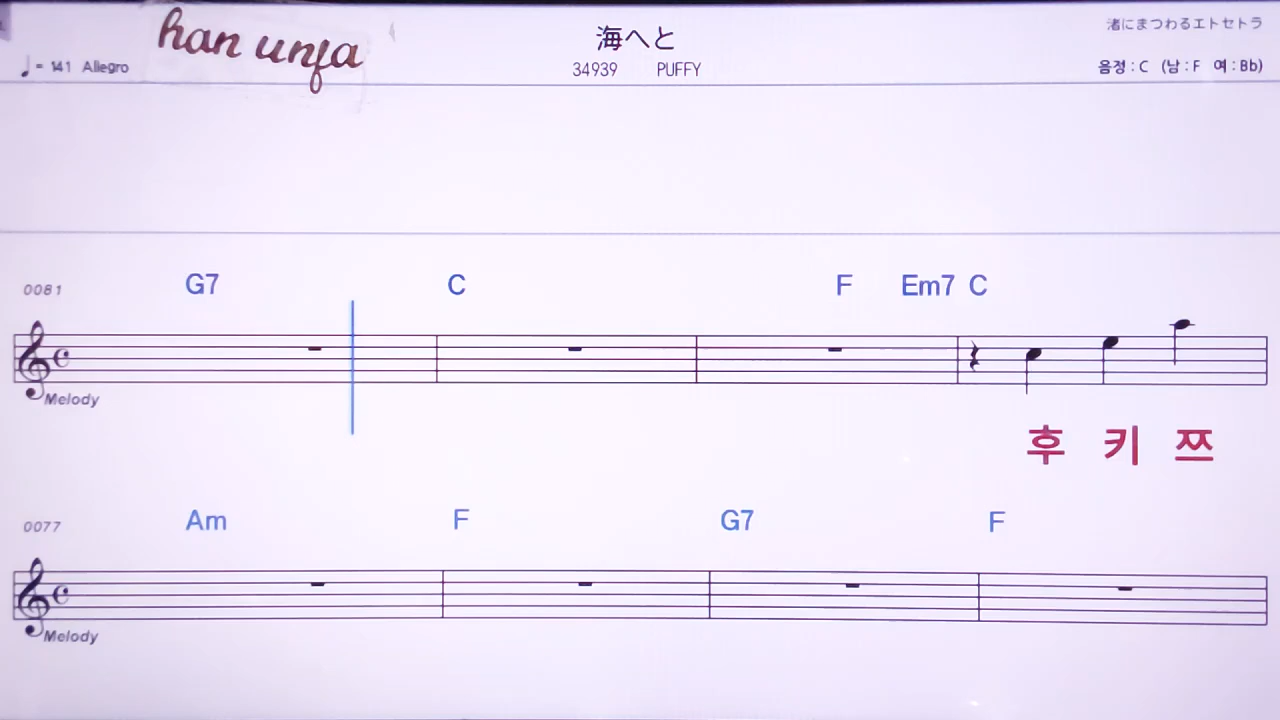 han unfa
海へと
渚にまつわるエトセトラ
♩= 141 Allegro
34939 PUFFY
음정 : C (남 : F 여 : Bb)
0081 G7 C F Em7 C
Melody
후 키 쯔
0077 Am F G7 F
Melody